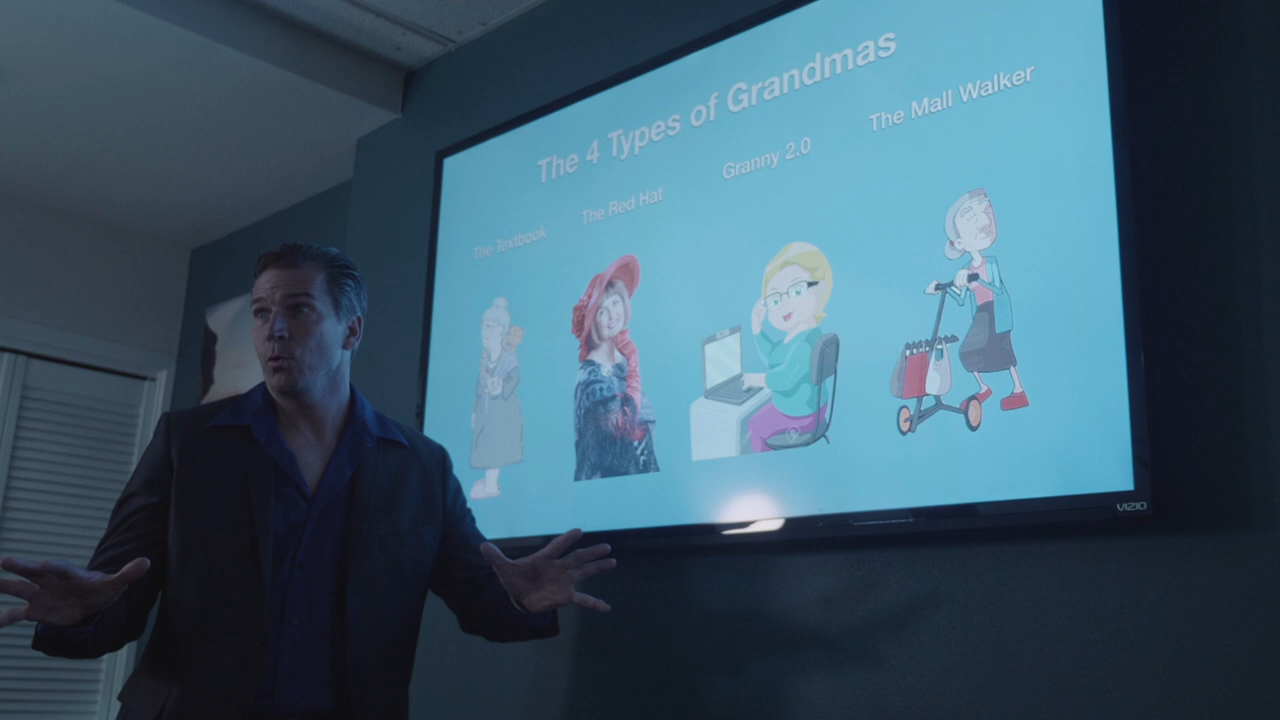 The 4 Types of Grandmas
The Textbook
The Red Hat
Granny 2.0
The Mall Walker
VIZIO